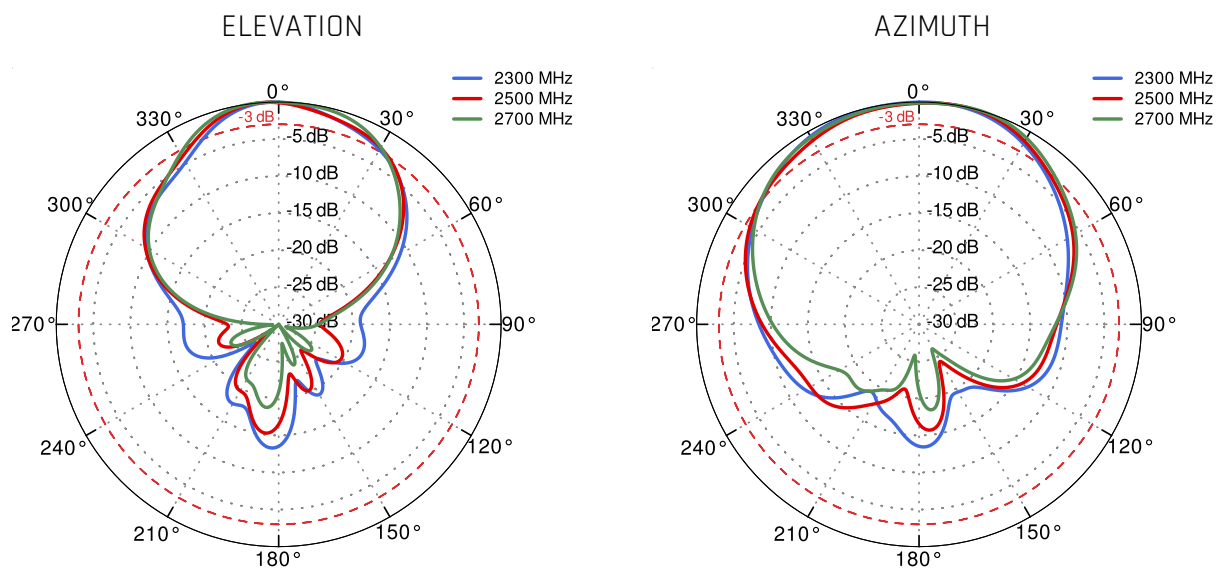 ELEVATION
2300 MHz
2500 MHz
2700 MHz
0°
330°
-3 dB
30°
-5 dB
-10 dB
300°
60°
-15 dB
-20 dB
-25 dB
270°
-30 dB
90°
240°
120°
210°
150°
180°
AZIMUTH
2300 MHz
2500 MHz
2700 MHz
0°
330°
-3 dB
30°
-5 dB
-10 dB
300°
60°
-15 dB
-20 dB
-25 dB
270°
-30 dB
90°
240°
120°
210°
150°
180°